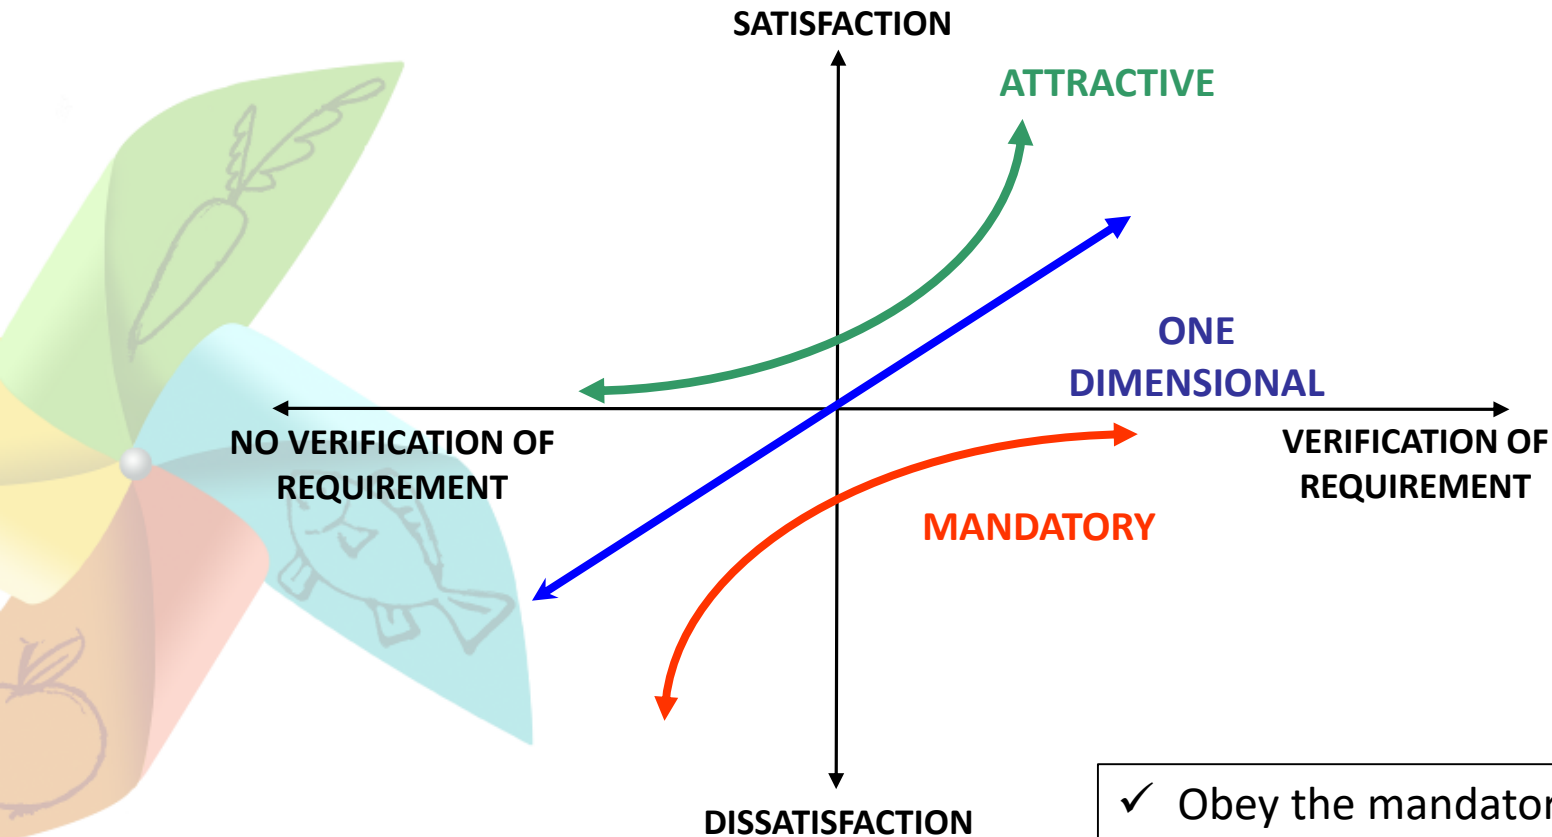 SATISFACTION
ATTRACTIVE
ONE
DIMENSIONAL
NO VERIFICATION OF
REQUIREMENT
VERIFICATION OF
REQUIREMENT
MANDATORY
✓ Obey the mandator
DISSATISFACTION